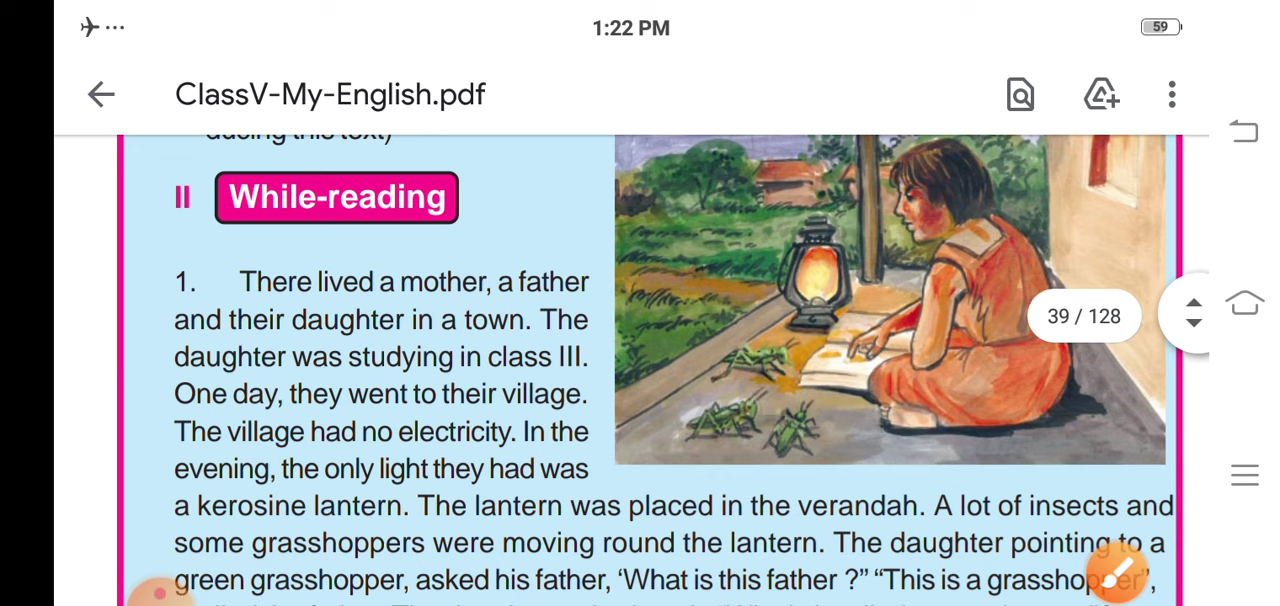 1:22 PM
59
ClassV-My-English.pdf
II While-reading
1. There lived a mother, a father
and their daughter in a town. The
daughter was studying in class III.
39 / 128
One day, they went to their village.
The village had no electricity. In the
evening, the only light they had was
a kerosine lantern. The lantern was placed in the verandah. A lot of insects and
some grasshoppers were moving round the lantern. The daughter pointing to a
green grasshopper, asked his father, ‘What is this father ?” “This is a grasshopper”,